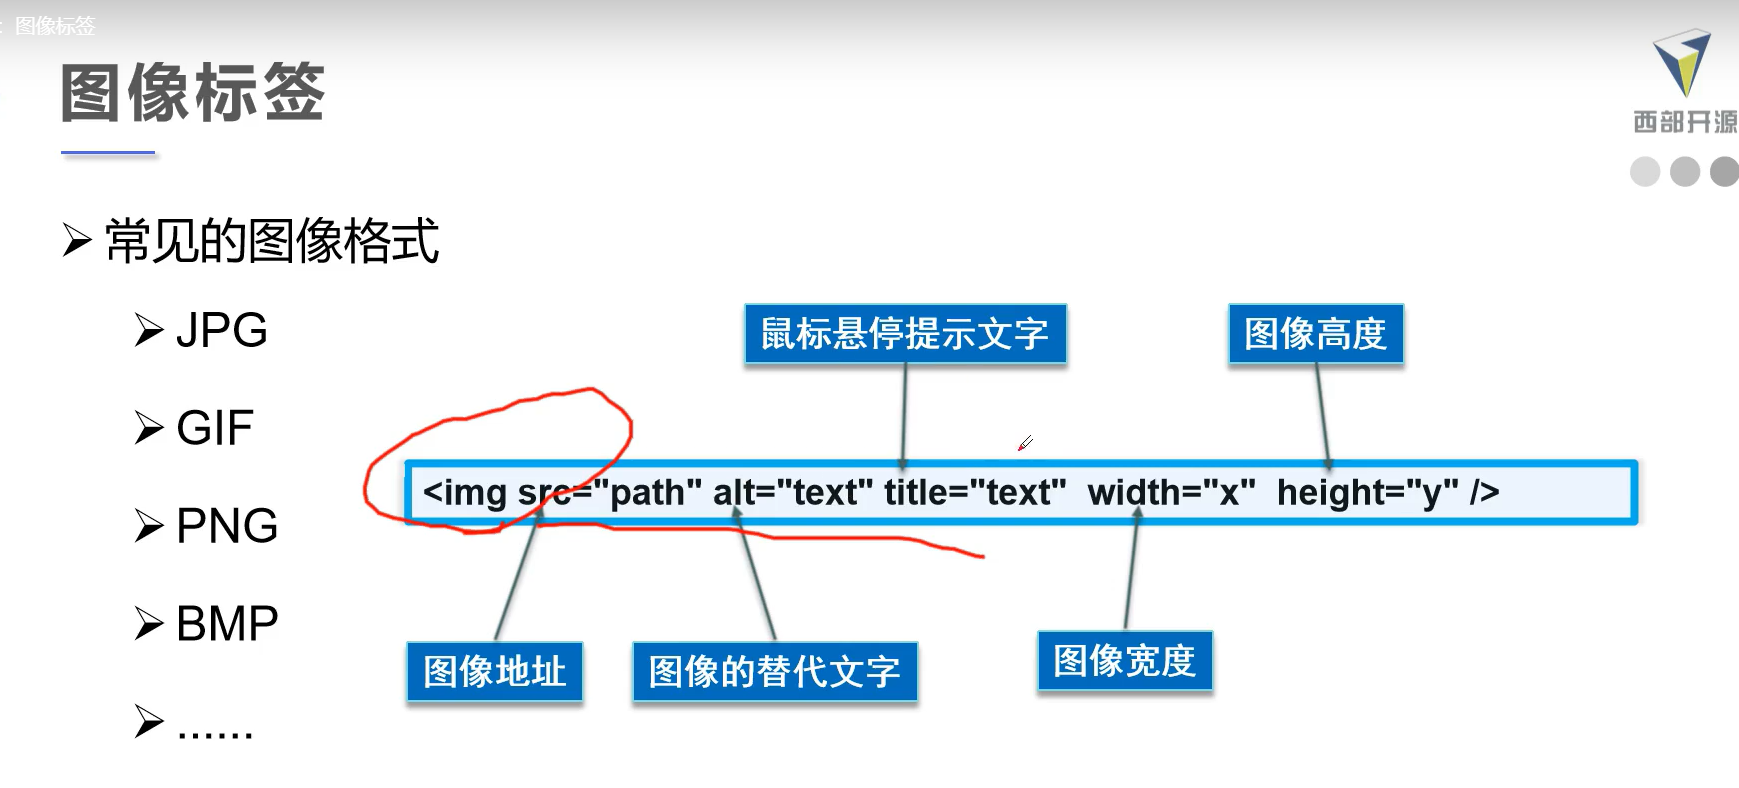 ：图像标签
图像标签
西部开源
常见的图像格式
JPG
GIF
PNG
BMP
......
鼠标悬停提示文字
图像高度
<img src="path" alt="text" title="text" width="x" height="y" />
图像地址
图像的替代文字
图像宽度